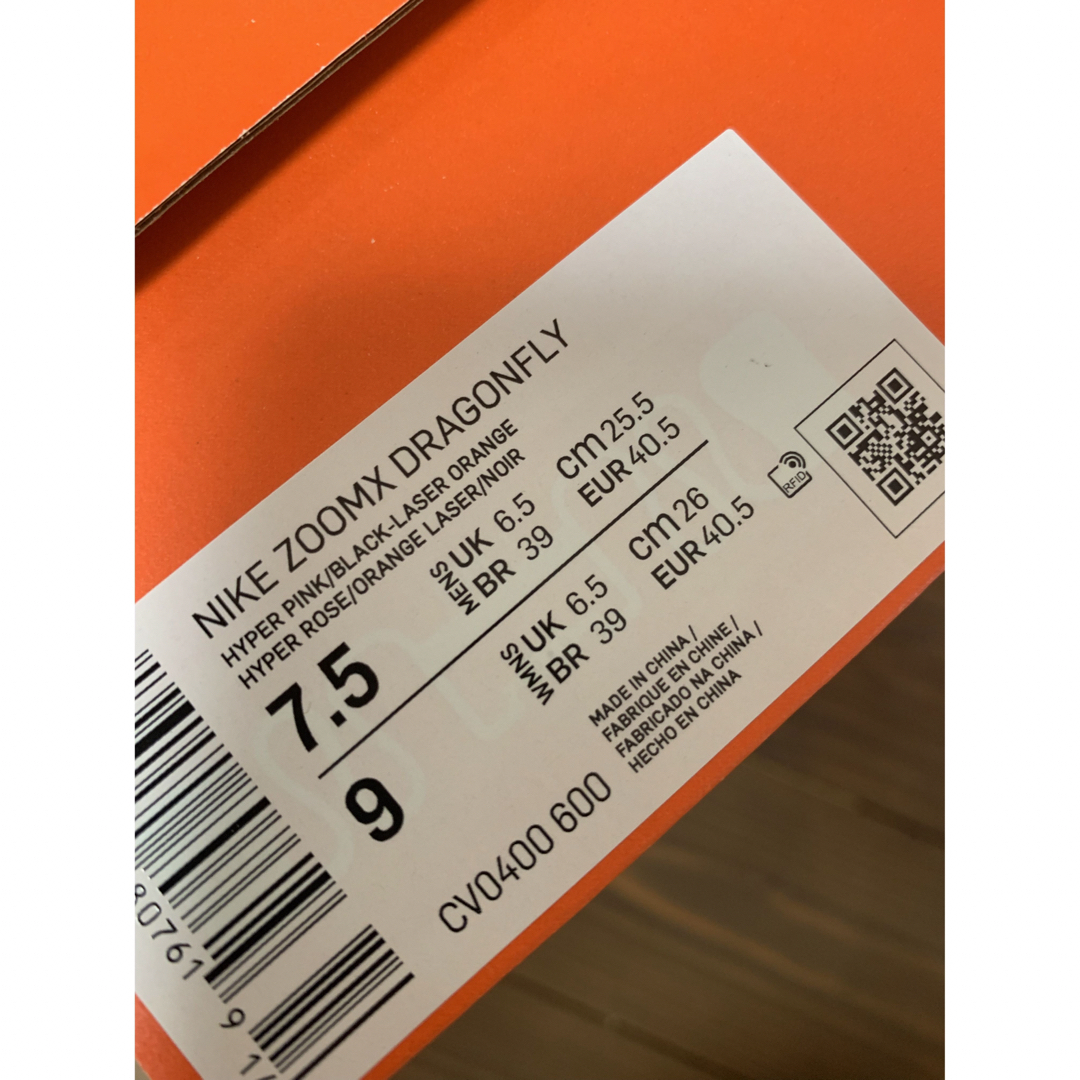 NIKE ZOOMX DRAGONFLY
HYPER PINK/BLACK-LASER ORANGE
HYPER ROSE/ORANGE LASER/NOIR
7.5
MENS
UK 6.5
BR 39
cm 25.5
EUR 40.5
9
WMNS
UK 6.5
BR 39
cm 26
EUR 40.5
RFID
MADE IN CHINA /
FABRIQUE EN CHINE /
FABRICADO NA CHINA /
HECHO EN CHINA
CV0400 600
80761
9